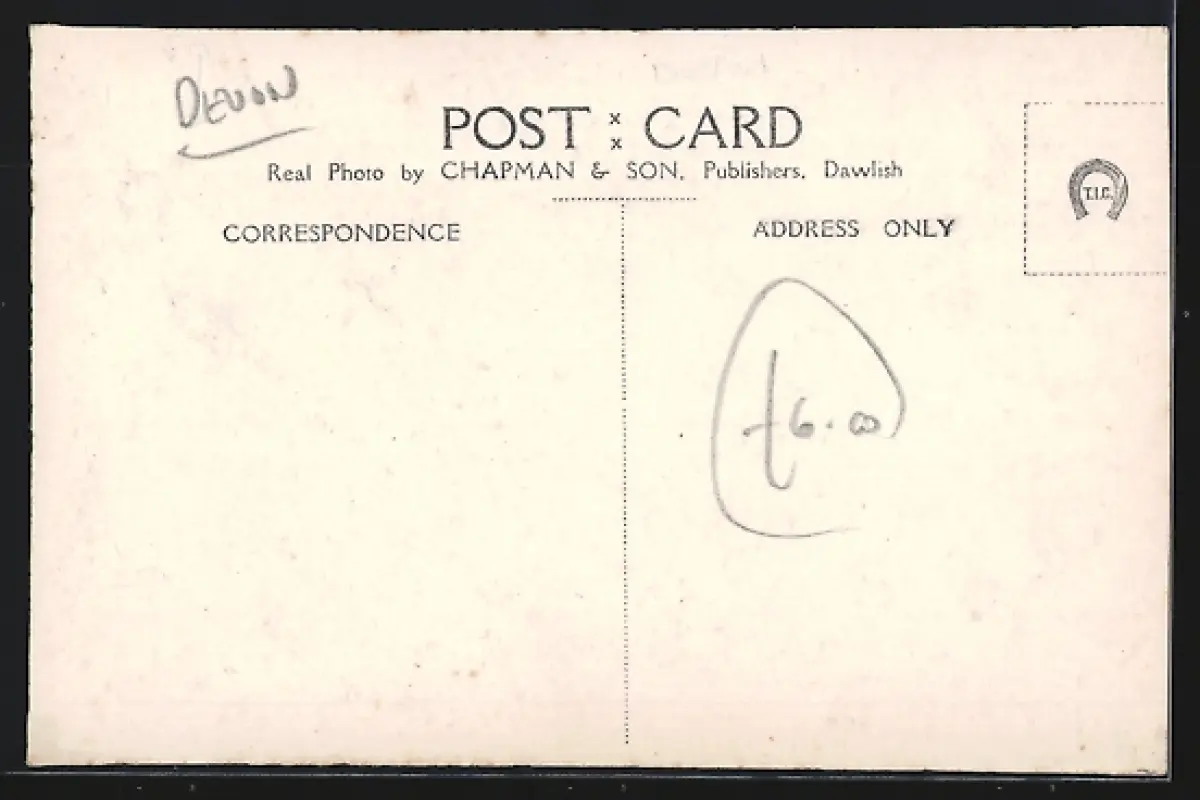 DEVON
POST CARD
Real Photo by CHAPMAN & SON, Publishers, Dawlish
CORRESPONDENCE
ADDRESS ONLY
T.I.C.
£6.00